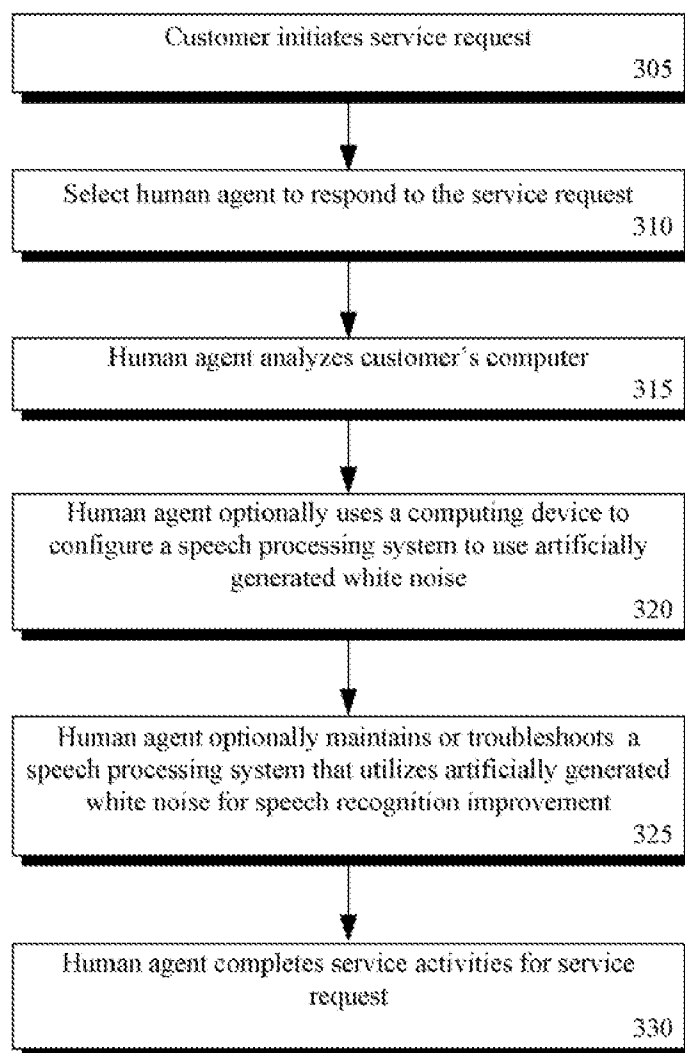 Customer initiates service request
305
Select human agent to respond to the service request
310
Human agent analyzes customer´s computer
315
Human agent optionally uses a computing device to
configure a speech processing system to use artificially
generated white noise
320
Human agent optionally maintains or troubleshoots a
speech processing system that utilizes artificially generated
white noise for speech recognition improvement
325
Human agent completes service activities for service
request
330